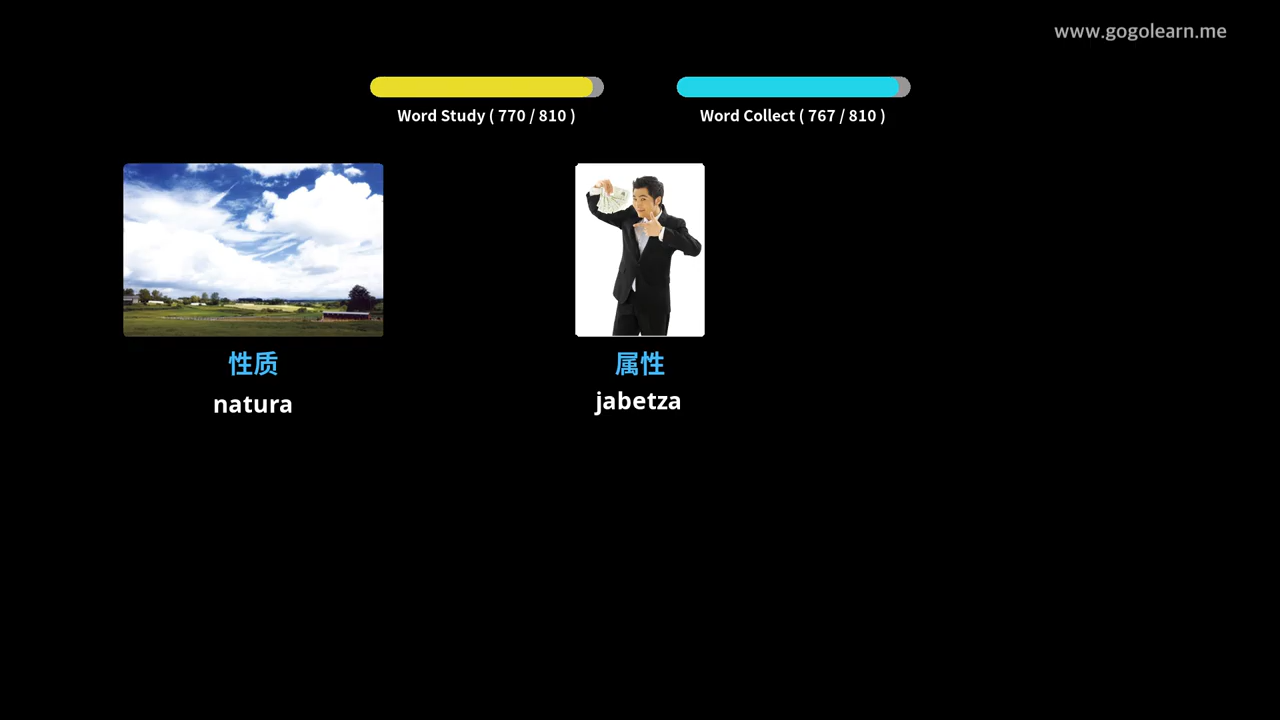 www.gogolearn.me
Word Study ( 770 / 810 )
Word Collect ( 767 / 810 )
性质
属性
natura
jabetza